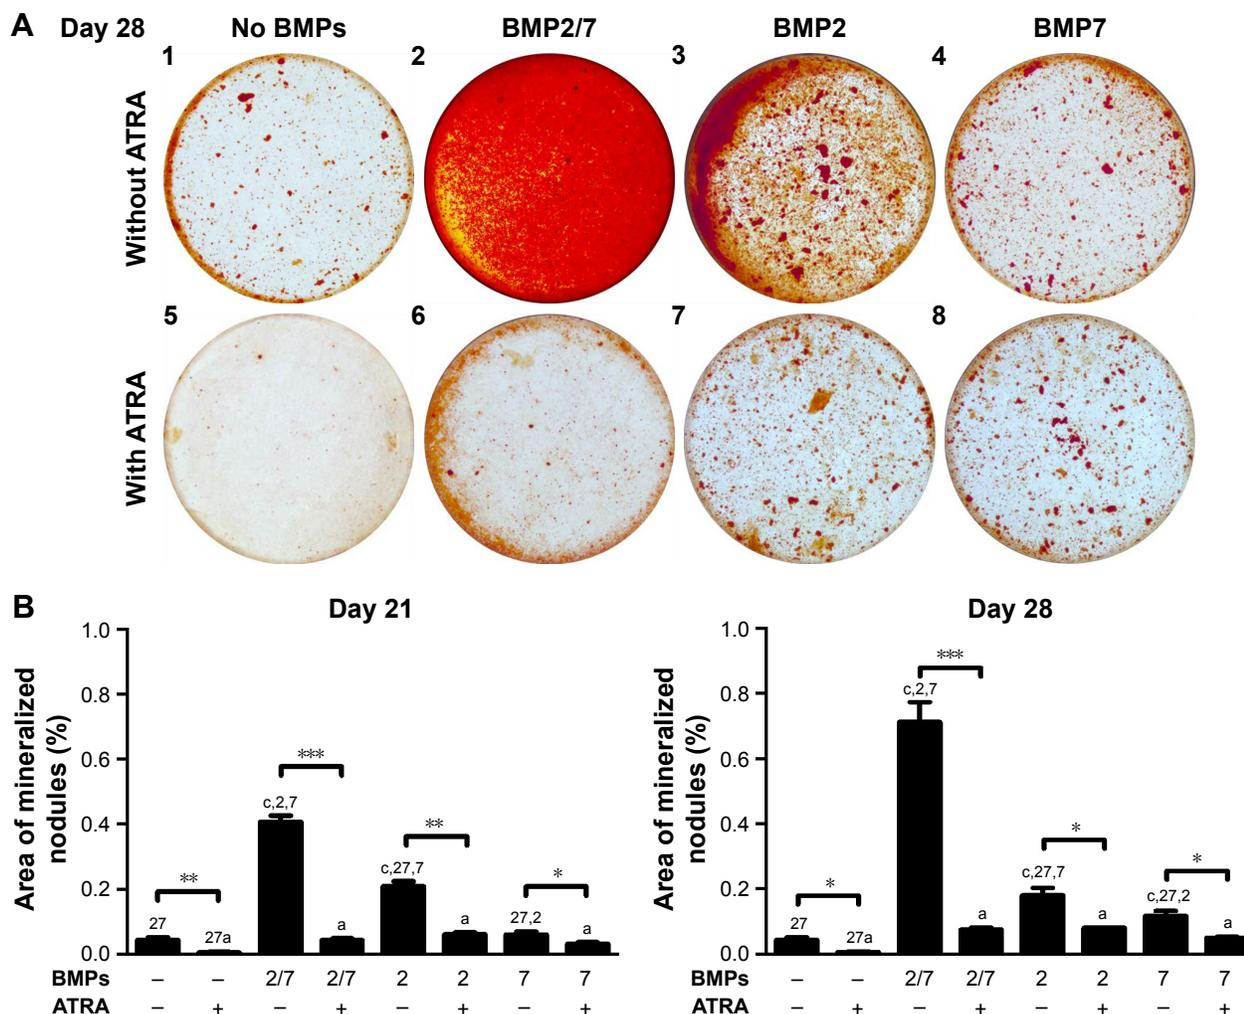 A Day 28 No BMPs BMP2/7 BMP2 BMP7
1 2 3 4
Without ATRA
5 6 7 8
With ATRA
B
Day 21
Area of mineralized
nodules (%)
1.0
0.8
0.6
0.4
0.2
0.0
** *** ** *
27 27a c,2,7 a c,27,7 a 27,2 a
BMPs – – 2/7 2/7 2 2 7 7
ATRA – + – + – + – +
Day 28
Area of mineralized
nodules (%)
1.0
0.8
0.6
0.4
0.2
0.0
* *** * *
27 27a c,2,7 a c,27,7 a c,27,2 a
BMPs – – 2/7 2/7 2 2 7 7
ATRA – + – + – + – +